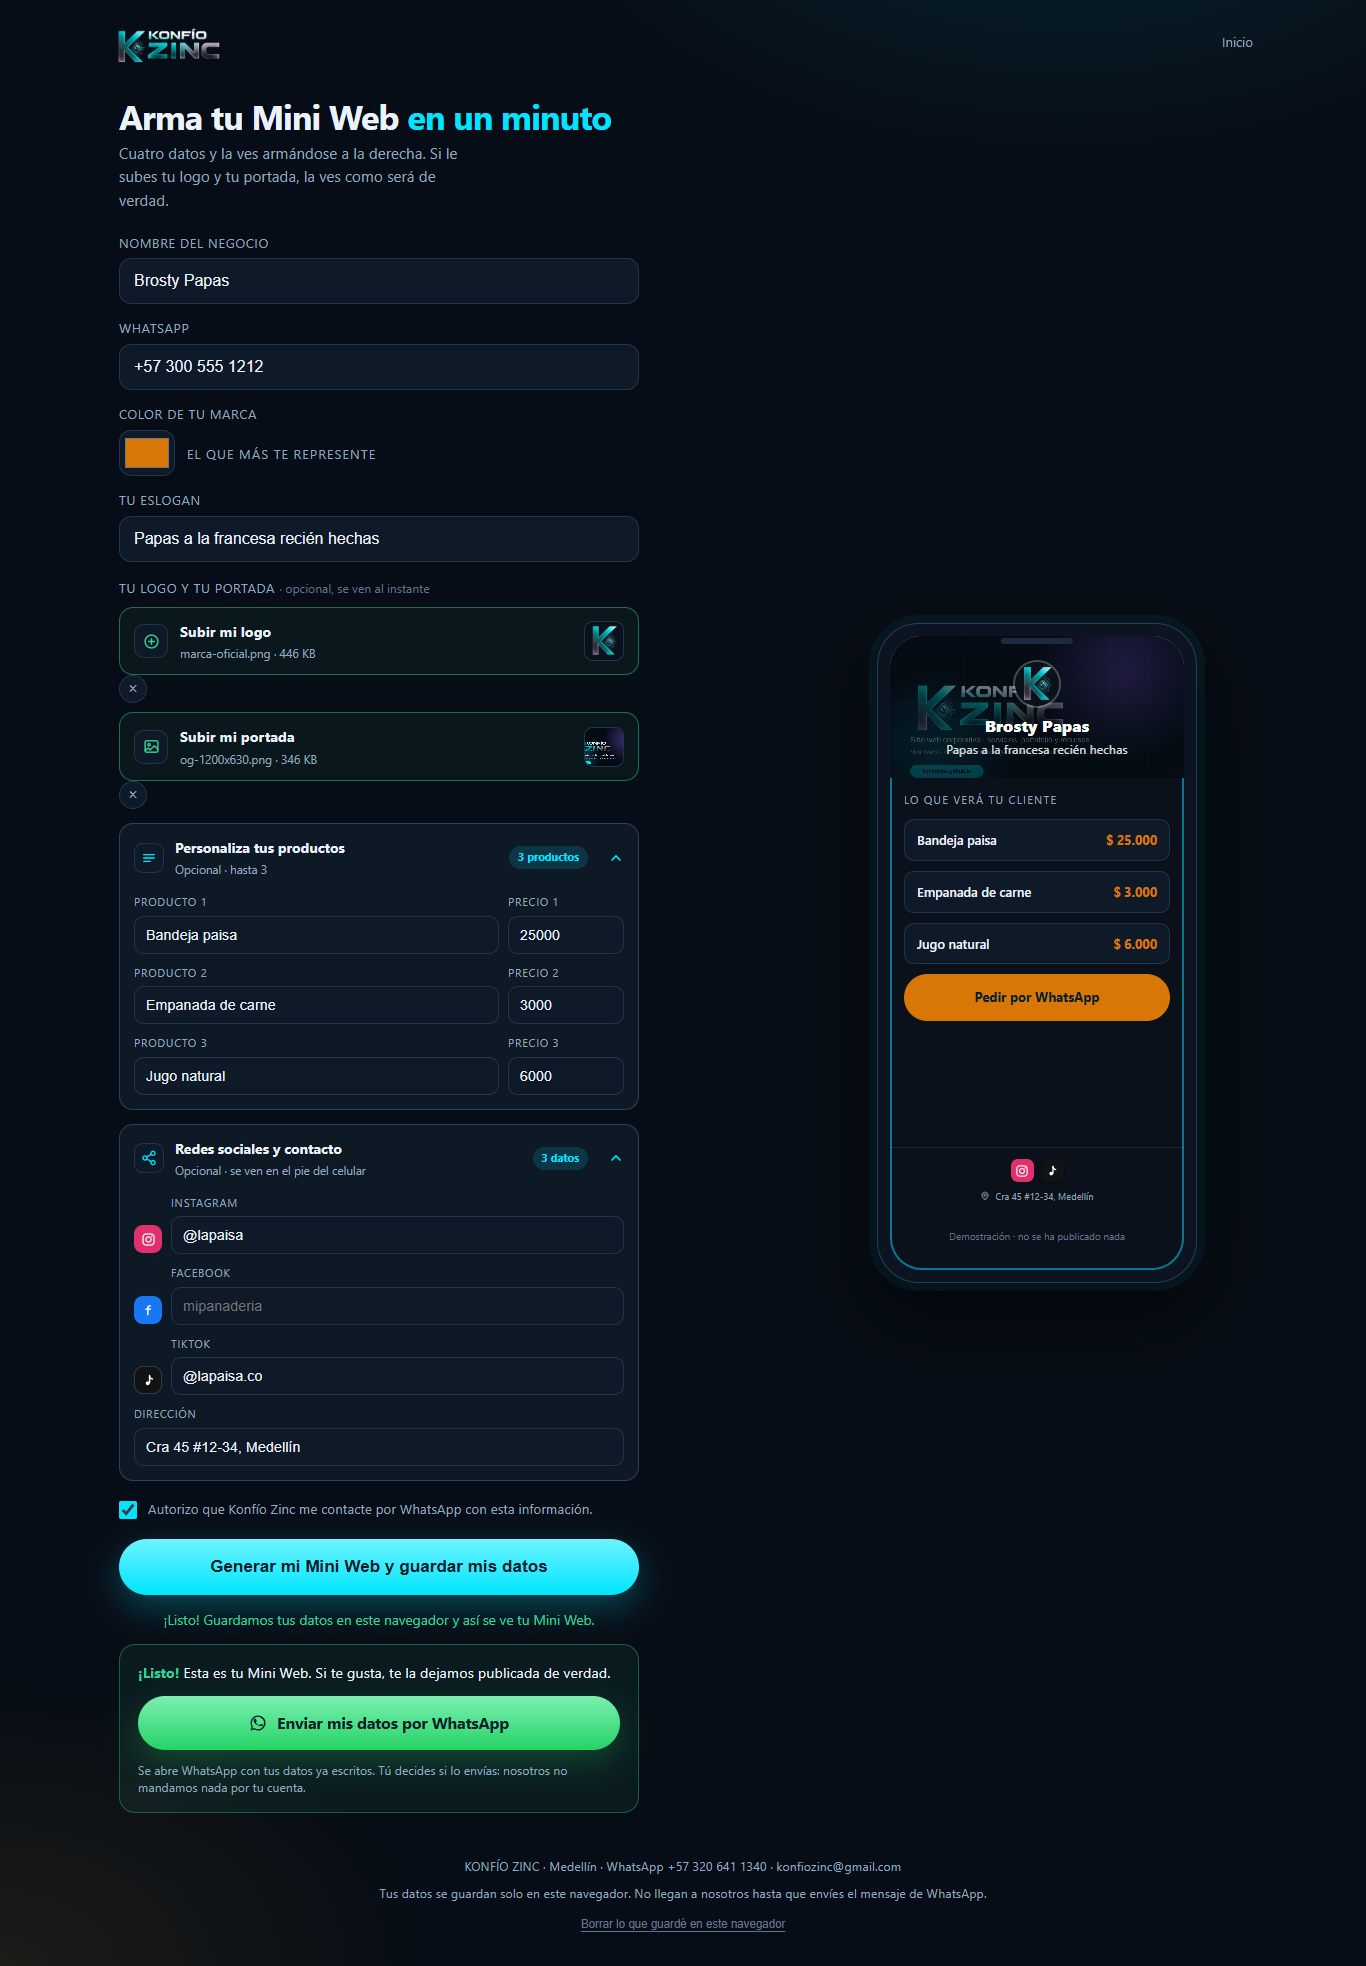 KONFÍO
ZINC
Inicio
Arma tu Mini Web en un minuto
Cuatro datos y la ves armándose a la derecha. Si le
subes tu logo y tu portada, la ves como será de
verdad.
NOMBRE DEL NEGOCIO
Brosty Papas
WHATSAPP
+57 300 555 1212
COLOR DE TU MARCA
EL QUE MÁS TE REPRESENTE
TU ESLOGAN
Papas a la francesa recién hechas
TU LOGO Y TU PORTADA · opcional, se ven al instante
Subir mi logo
marca-oficial.png · 446 KB
×
Subir mi portada
og-1200x630.png · 346 KB
×
Personaliza tus productos
Opcional · hasta 3
3 productos
PRODUCTO 1
PRECIO 1
Bandeja paisa
25000
PRODUCTO 2
PRECIO 2
Empanada de carne
3000
PRODUCTO 3
PRECIO 3
Jugo natural
6000
Redes sociales y contacto
Opcional · se ven en el pie del celular
3 datos
INSTAGRAM
@lapaisa
FACEBOOK
mipanaderia
TIKTOK
@lapaisa.co
DIRECCIÓN
Cra 45 #12-34, Medellín
Autorizo que Konfío Zinc me contacte por WhatsApp con esta información.
Generar mi Mini Web y guardar mis datos
¡Listo! Guardamos tus datos en este navegador y así se ve tu Mini Web.
¡Listo! Esta es tu Mini Web. Si te gusta, te la dejamos publicada de verdad.
Enviar mis datos por WhatsApp
Se abre WhatsApp con tus datos ya escritos. Tú decides si lo envías: nosotros no
mandamos nada por tu cuenta.
Brosty Papas
Papas a la francesa recién hechas
LO QUE VERÁ TU CLIENTE
Bandeja paisa
$ 25.000
Empanada de carne
$ 3.000
Jugo natural
$ 6.000
Pedir por WhatsApp
Cra 45 #12-34, Medellín
Demostración · no se ha publicado nada
KONFÍO ZINC · Medellín · WhatsApp +57 320 641 1340 · konfiozinc@gmail.com
Tus datos se guardan solo en este navegador. No llegan a nosotros hasta que envíes el mensaje de WhatsApp.
Borrar lo que guardé en este navegador